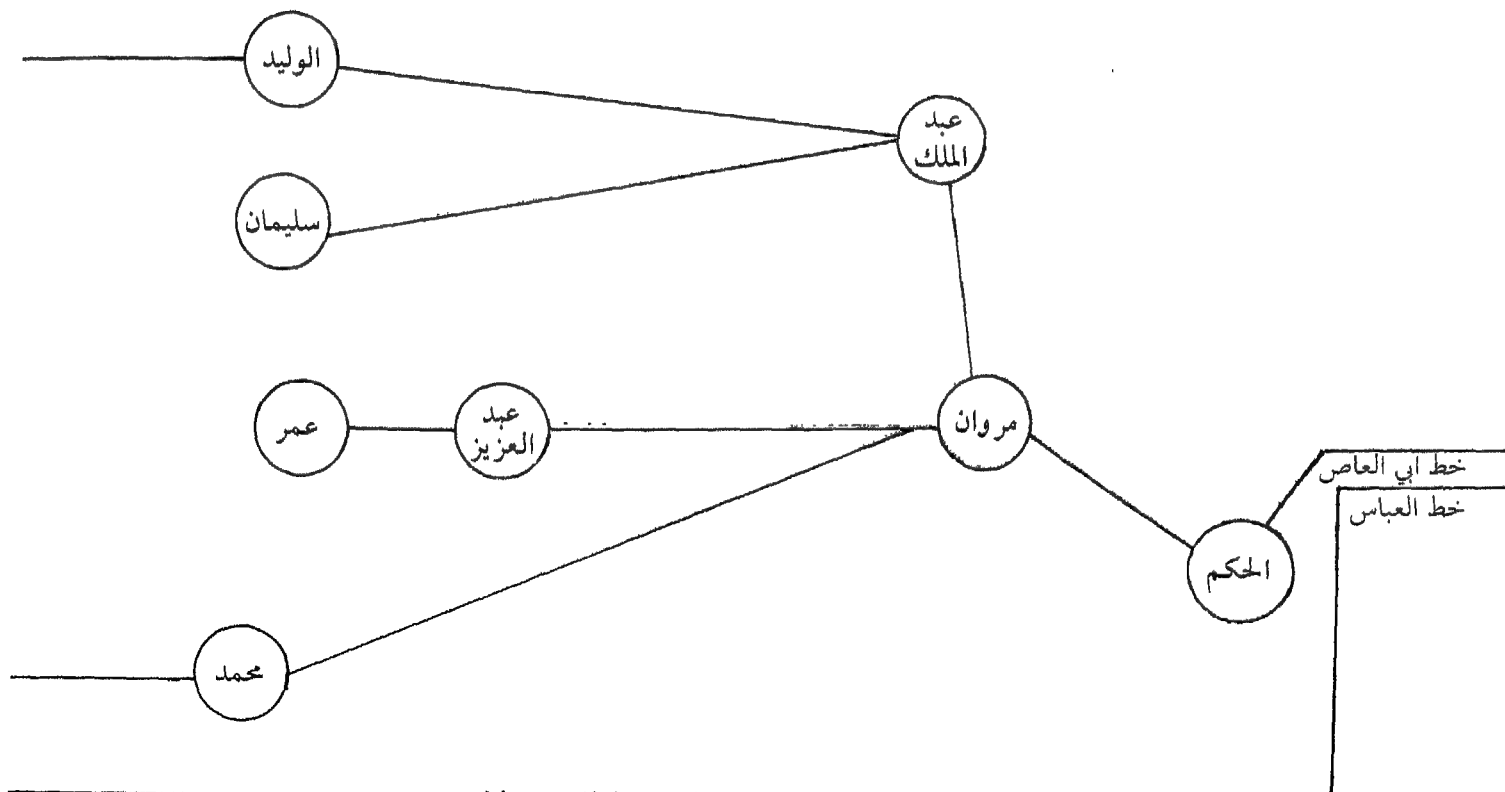 الوليد
عبد
الملك
سليمان
عمر
عبد
العزيز
مروان
خط ابي العاص
خط العباس
الحكم
محمد